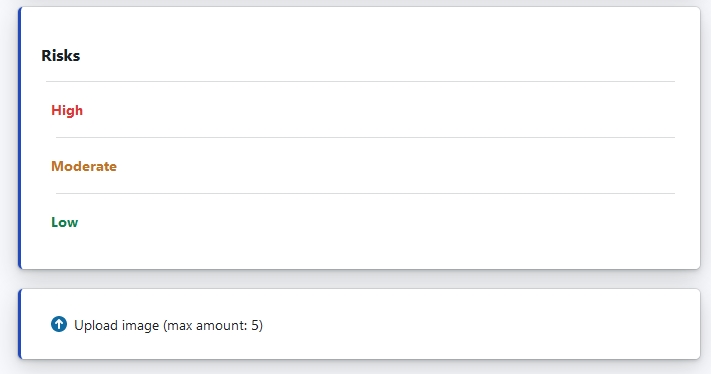 Risks
High
Moderate
Low
Upload image (max amount: 5)